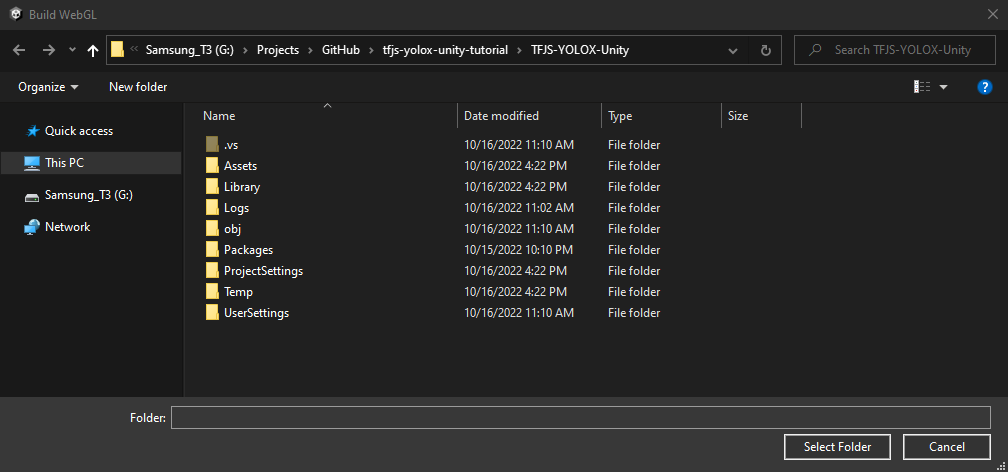 Build WebGL
Samsung_T3 (G:) Projects GitHub tfjs-yolox-unity-tutorial TFJS-YOLOX-Unity Search TFJS-YOLOX-Unity
Organize New folder
Name Date modified Type Size
Quick access
This PC
Samsung_T3 (G:)
Network
.vs 10/16/2022 11:10 AM File folder
Assets 10/16/2022 4:22 PM File folder
Library 10/16/2022 4:22 PM File folder
Logs 10/16/2022 11:02 AM File folder
obj 10/16/2022 11:10 AM File folder
Packages 10/15/2022 10:10 PM File folder
ProjectSettings 10/16/2022 4:22 PM File folder
Temp 10/16/2022 4:22 PM File folder
UserSettings 10/16/2022 11:10 AM File folder
Folder:
Select Folder Cancel